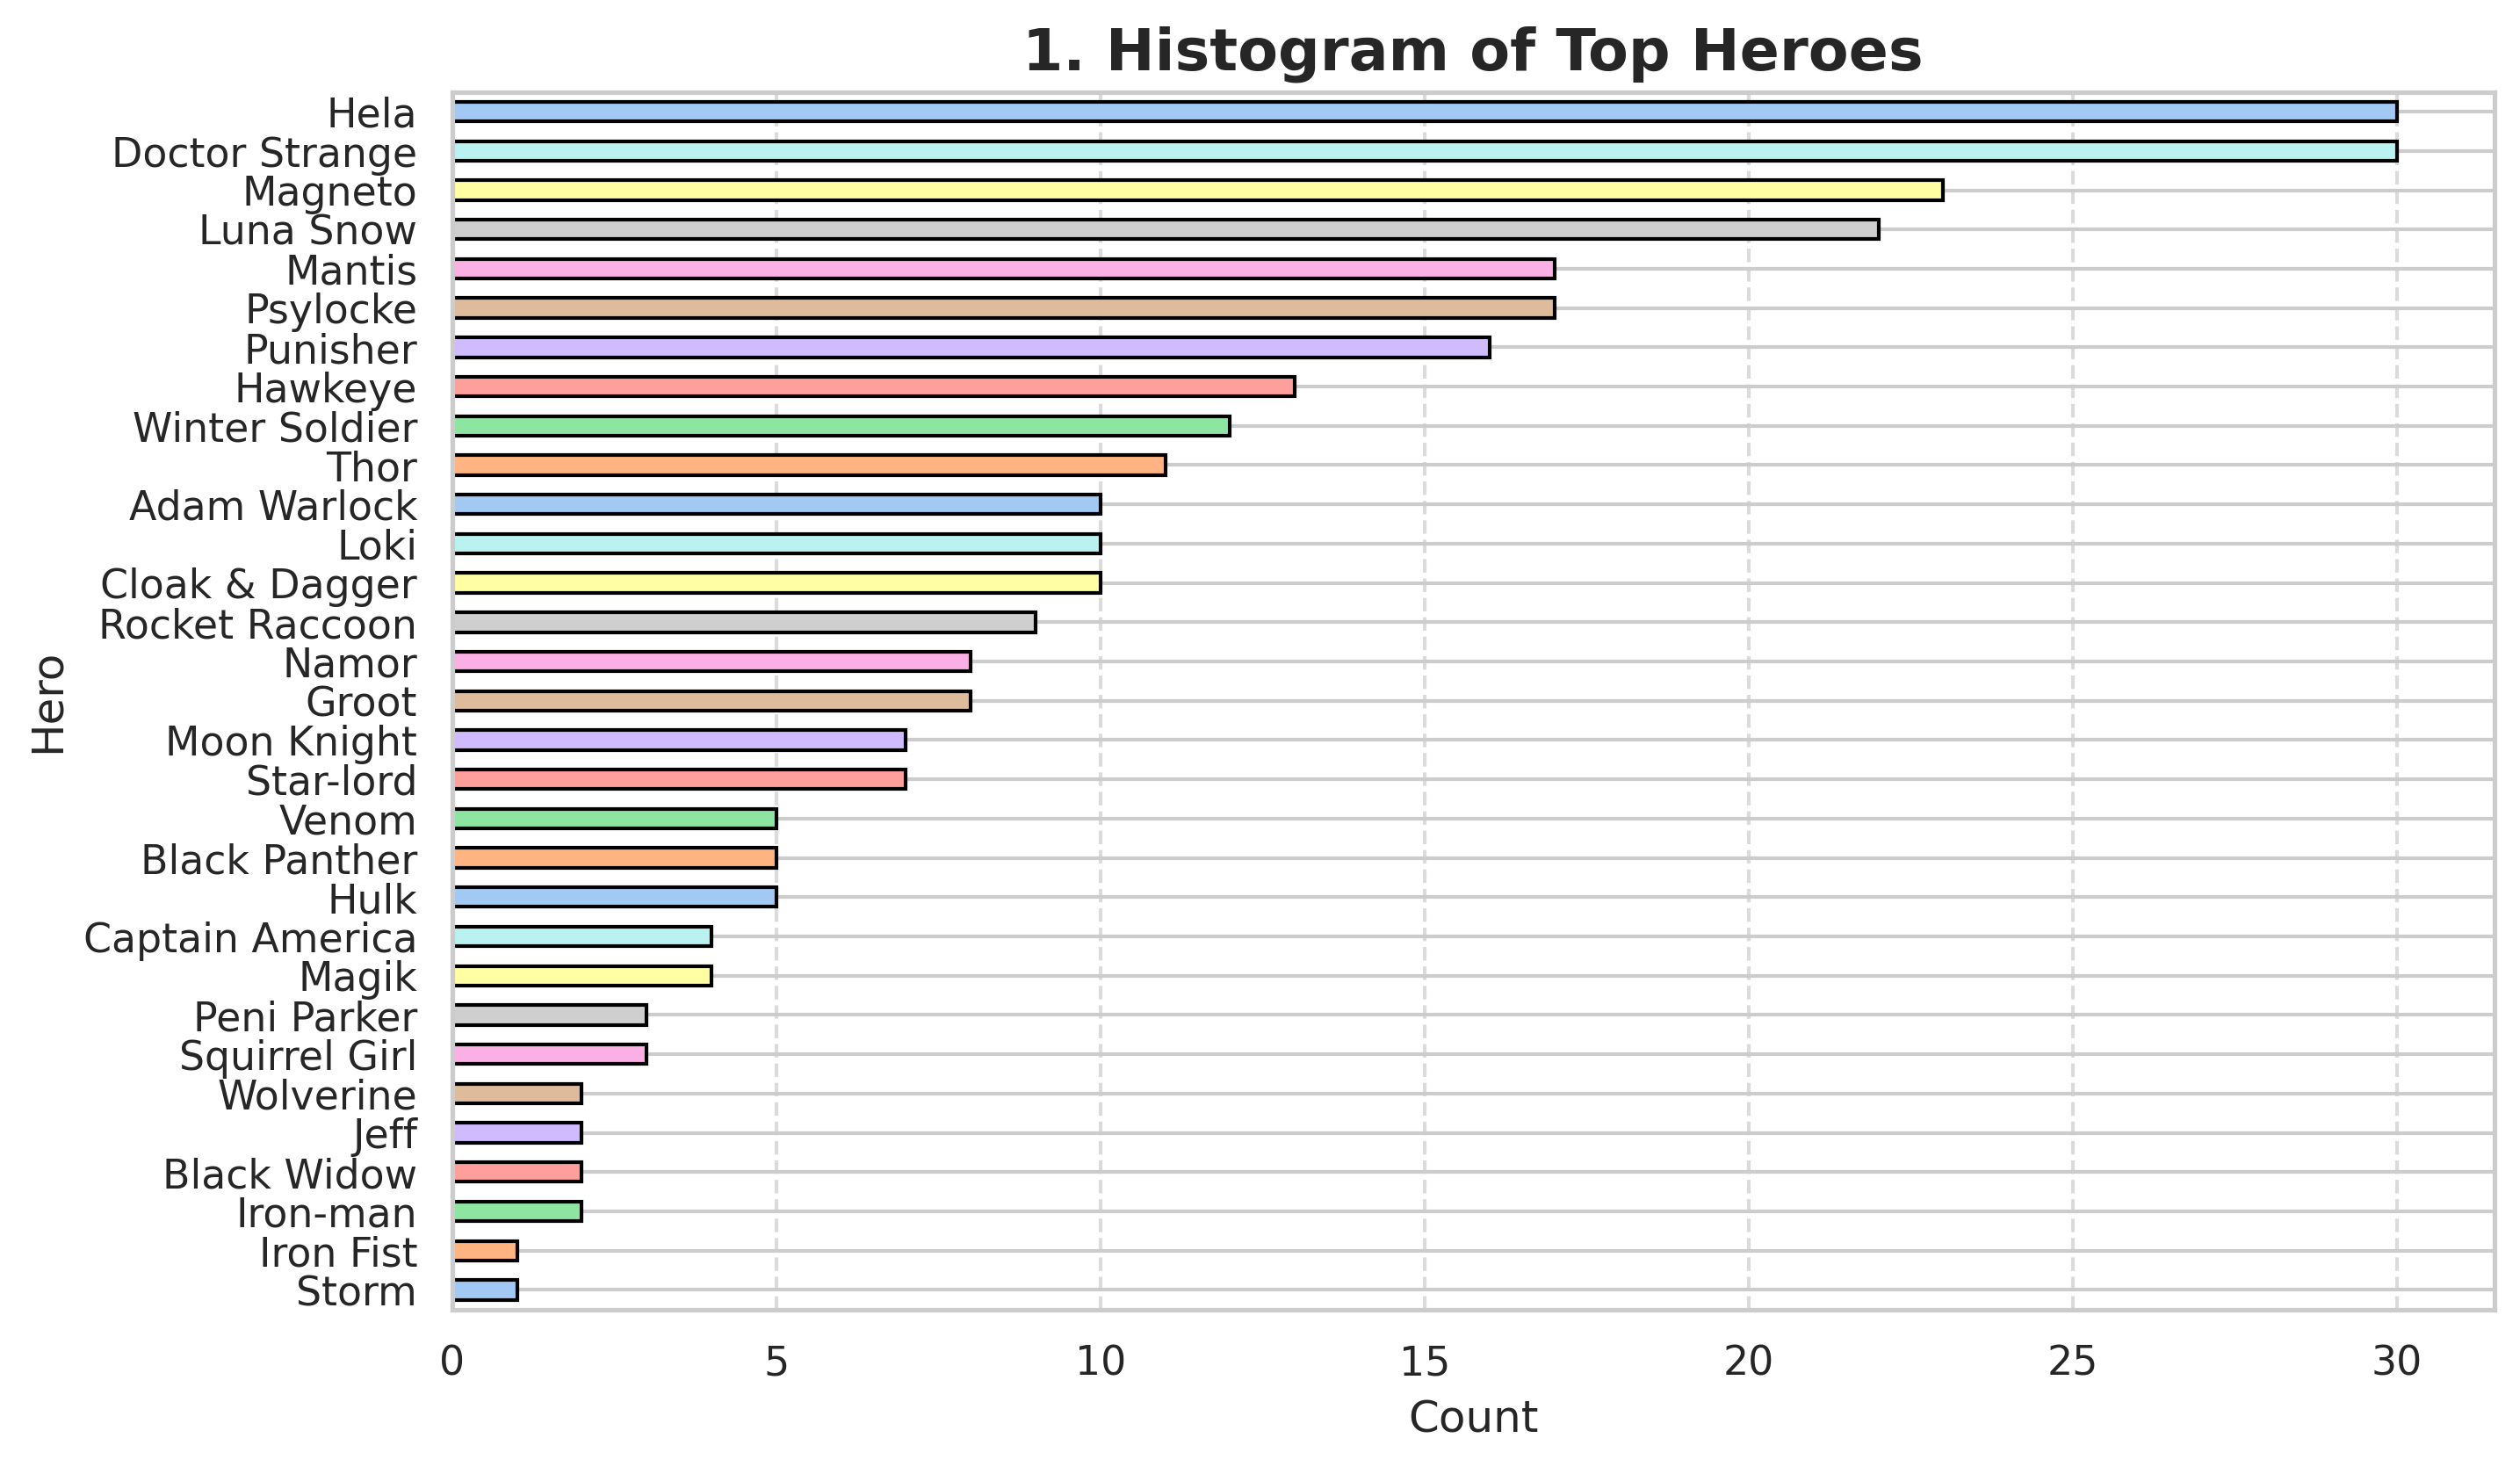 1. Histogram of Top Heroes
Hela
Doctor Strange
Magneto
Luna Snow
Mantis
Psylocke
Punisher
Hawkeye
Winter Soldier
Thor
Adam Warlock
Loki
Cloak & Dagger
Rocket Raccoon
Namor
Groot
Moon Knight
Star-lord
Venom
Black Panther
Hulk
Captain America
Magik
Peni Parker
Squirrel Girl
Wolverine
Jeff
Black Widow
Iron-man
Iron Fist
Storm
Hero
0 5 10 15 20 25 30
Count